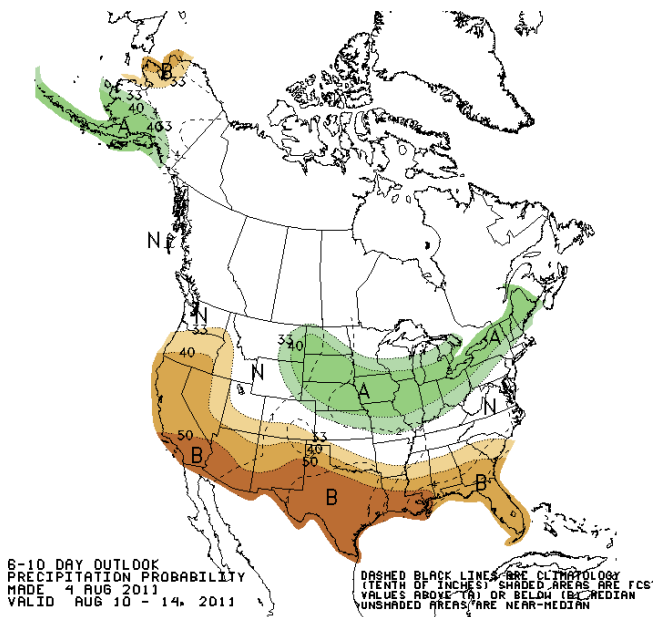 B
33
33
40
A
40
33
N
N
33
40
33
40
A
A
N
N
50
33
40
50
B
B
B
6-10 DAY OUTLOOK
PRECIPITATION PROBABILITY
MADE 4 AUG 2011
VALID AUG 10 - 14, 2011
DASHED BLACK LINES ARE CLIMATOLOGY
(TENTH OF INCHES) SHADED AREAS ARE FCST
VALUES ABOVE (A) OR BELOW (B) MEDIAN
UNSHADED AREAS ARE NEAR-MEDIAN